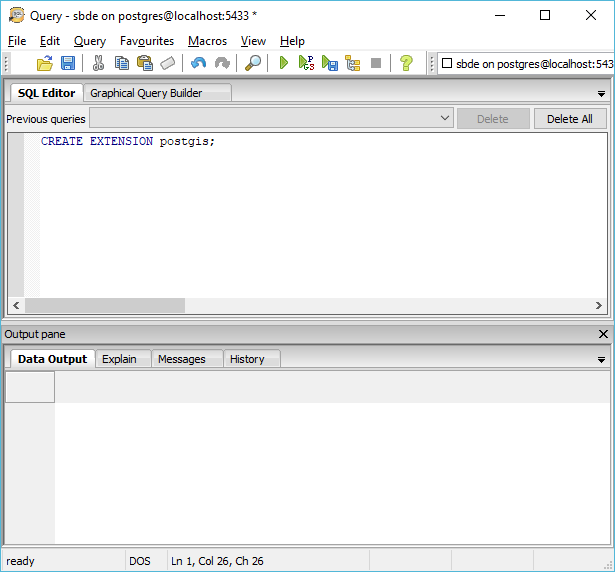 Query - sbde on postgres@localhost:5433 *
File Edit Query Favourites Macros View Help
sbde on postgres@localhost:543
SQL Editor Graphical Query Builder
Previous queries Delete Delete All
CREATE EXTENSION postgis;
Output pane
Data Output Explain Messages History
ready DOS Ln 1, Col 26, Ch 26